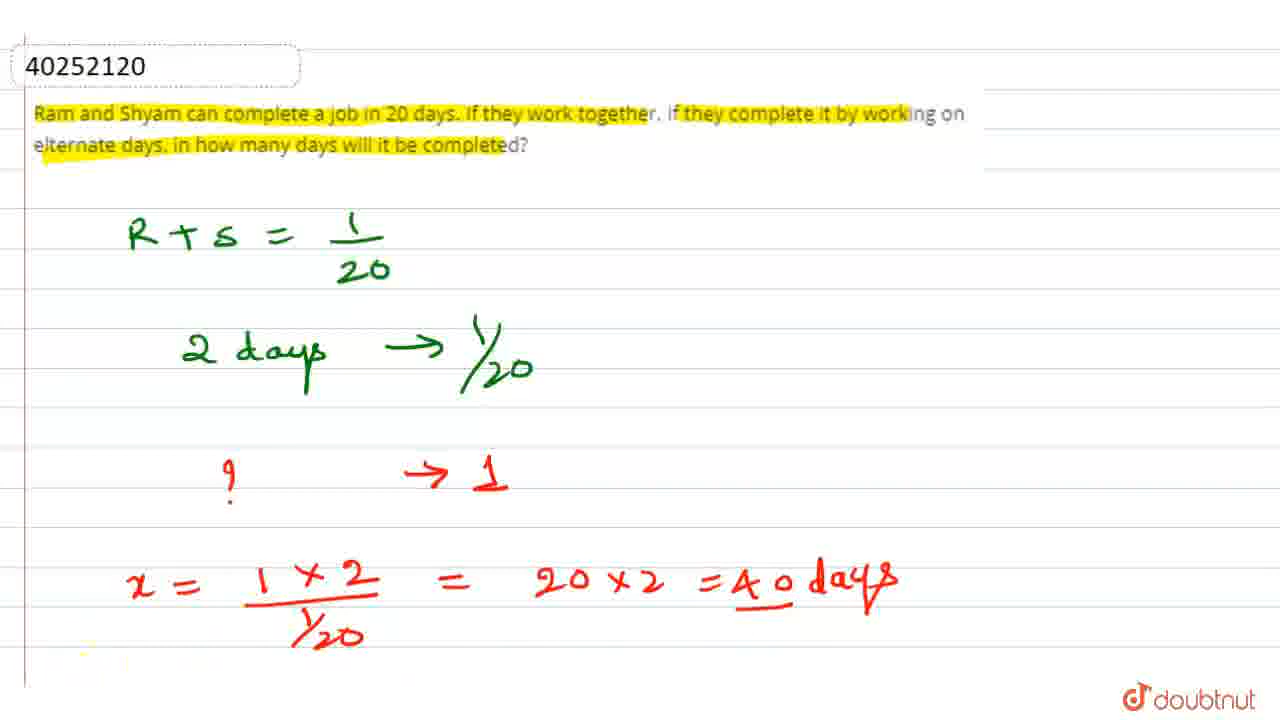 40252120
Ram and Shyam can complete a job in 20 days. If they work together. If they complete it by working on
elternate days, in how many days will it be completed?
R + S = 1/20
2 days → 1/20
? → 1
x = 1 × 2 / 1/20 = 20 × 2 = 40 days
doubtnut